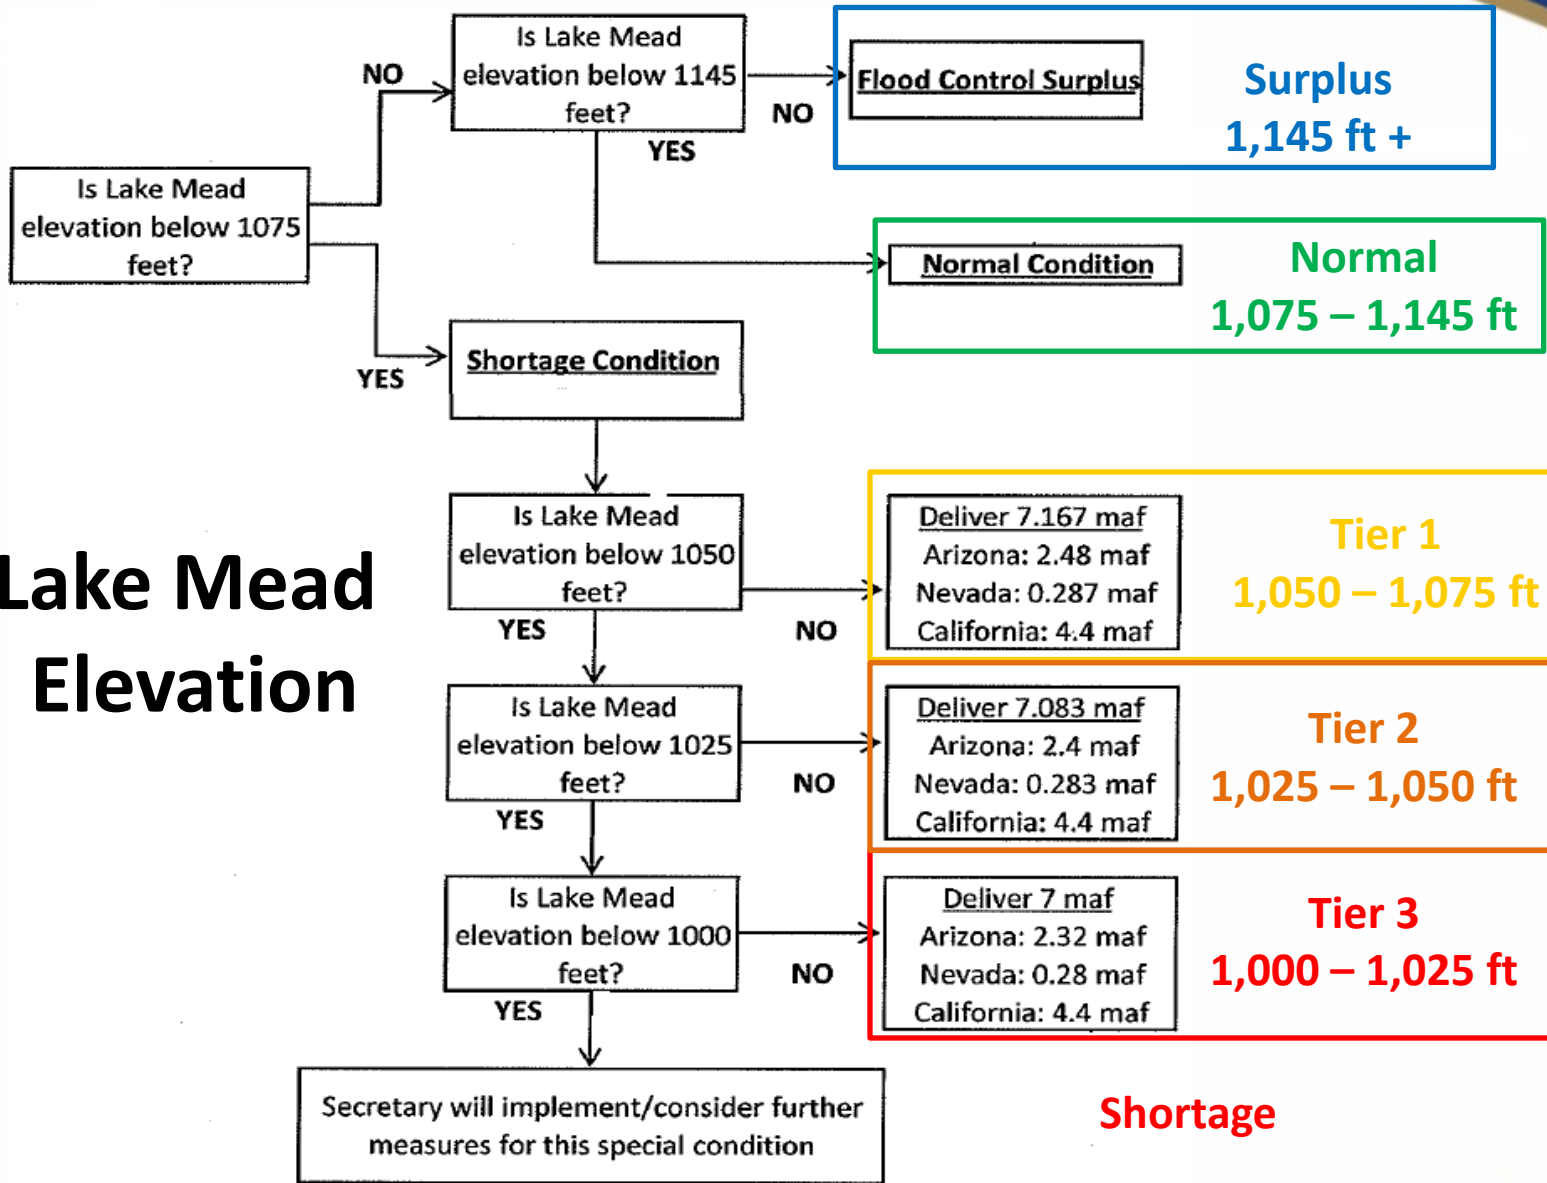 Is Lake Mead
elevation below 1075
feet?
NO
YES
Is Lake Mead
elevation below 1145
feet?
NO
YES
Flood Control Surplus
Surplus
1,145 ft +
Normal Condition
Normal
1,075 – 1,145 ft
Shortage Condition
Lake Mead
Elevation
Is Lake Mead
elevation below 1050
feet?
YES
NO
Deliver 7.167 maf
Arizona: 2.48 maf
Nevada: 0.287 maf
California: 4.4 maf
Tier 1
1,050 – 1,075 ft
Is Lake Mead
elevation below 1025
feet?
YES
NO
Deliver 7.083 maf
Arizona: 2.4 maf
Nevada: 0.283 maf
California: 4.4 maf
Tier 2
1,025 – 1,050 ft
Is Lake Mead
elevation below 1000
feet?
YES
NO
Deliver 7 maf
Arizona: 2.32 maf
Nevada: 0.28 maf
California: 4.4 maf
Tier 3
1,000 – 1,025 ft
Secretary will implement/consider further
measures for this special condition
Shortage